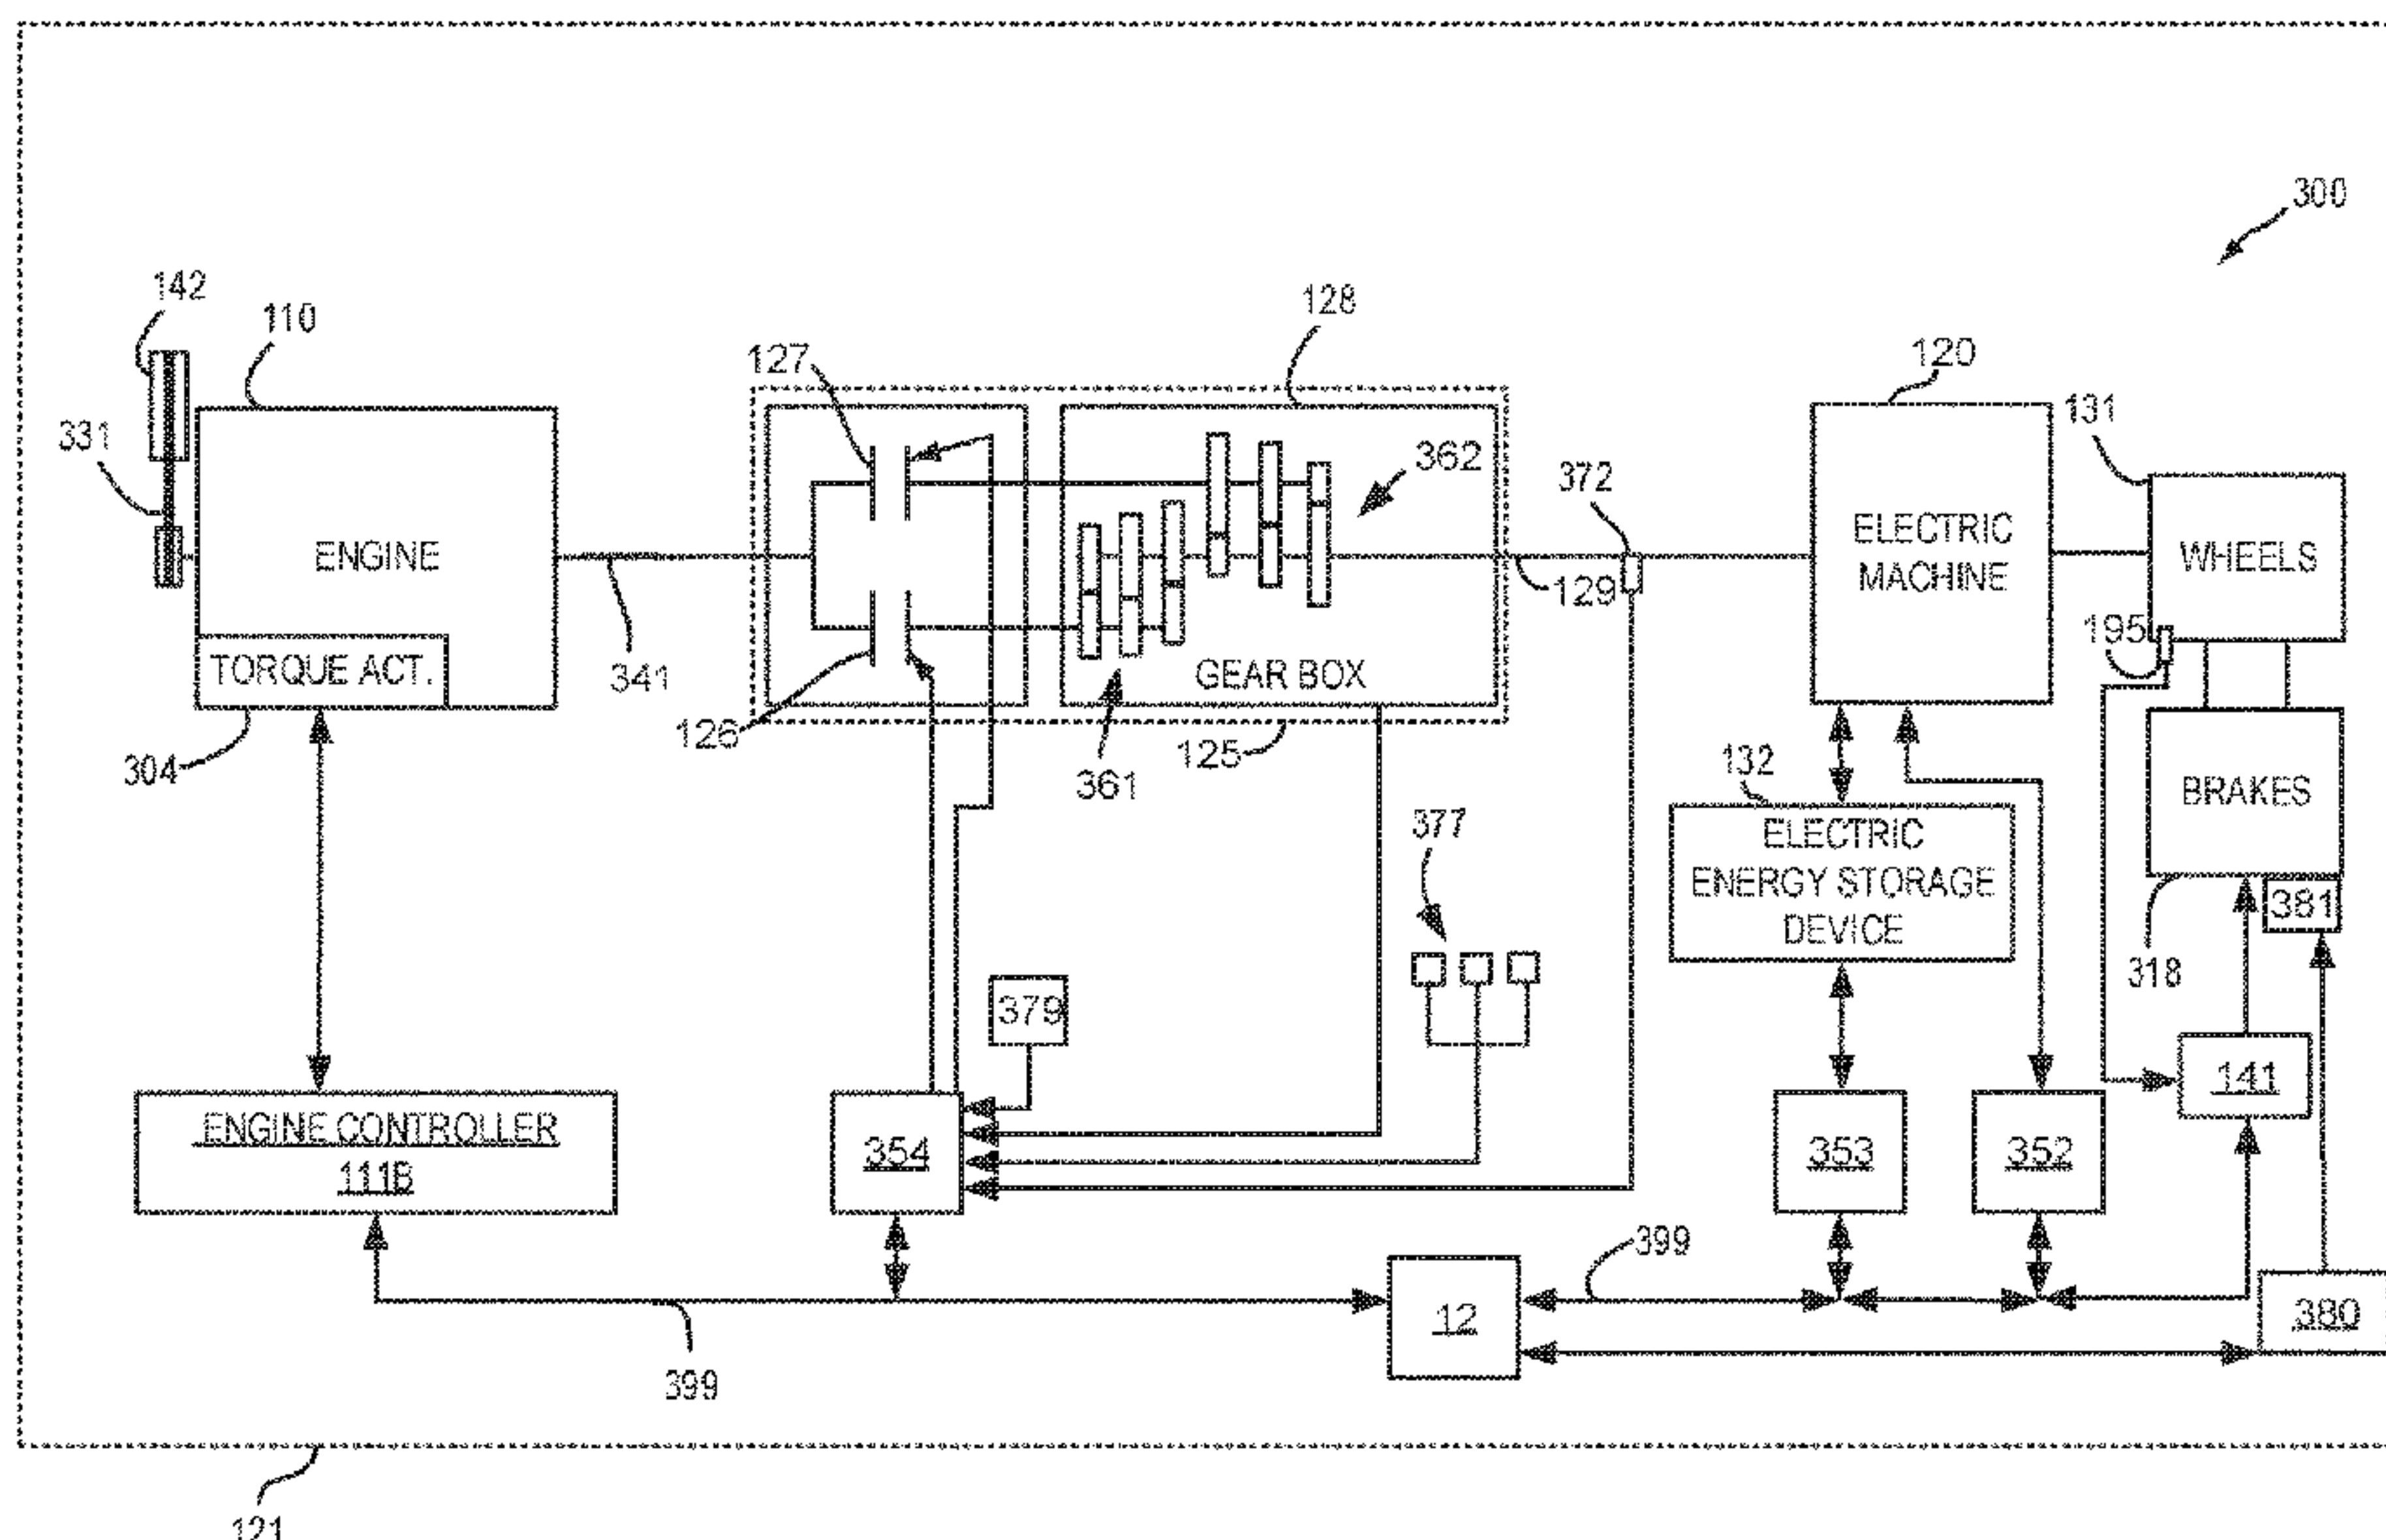 300
142
110
128
127
120
131
331
362
372
ENGINE
ELECTRIC
MACHINE
WHEELS
129
195
TORQUE ACT.
341
GEAR BOX
126
125
304
361
132
BRAKES
377
ELECTRIC
ENERGY STORAGE
DEVICE
381
318
379
141
ENGINE CONTROLLER
111B
354
353
352
399
12
380
399
121